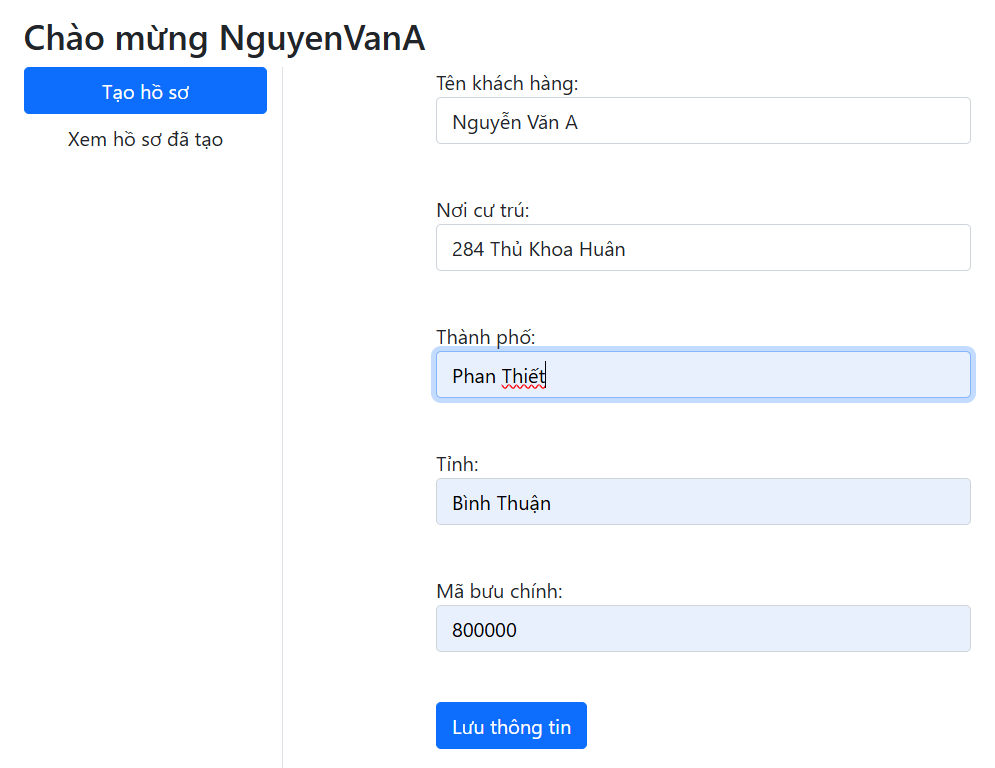 Chào mừng NguyenVanA
Tạo hồ sơ
Xem hồ sơ đã tạo
Tên khách hàng:
Nguyễn Văn A
Nơi cư trú:
284 Thủ Khoa Huân
Thành phố:
Phan Thiết
Tỉnh:
Bình Thuận
Mã bưu chính:
800000
Lưu thông tin